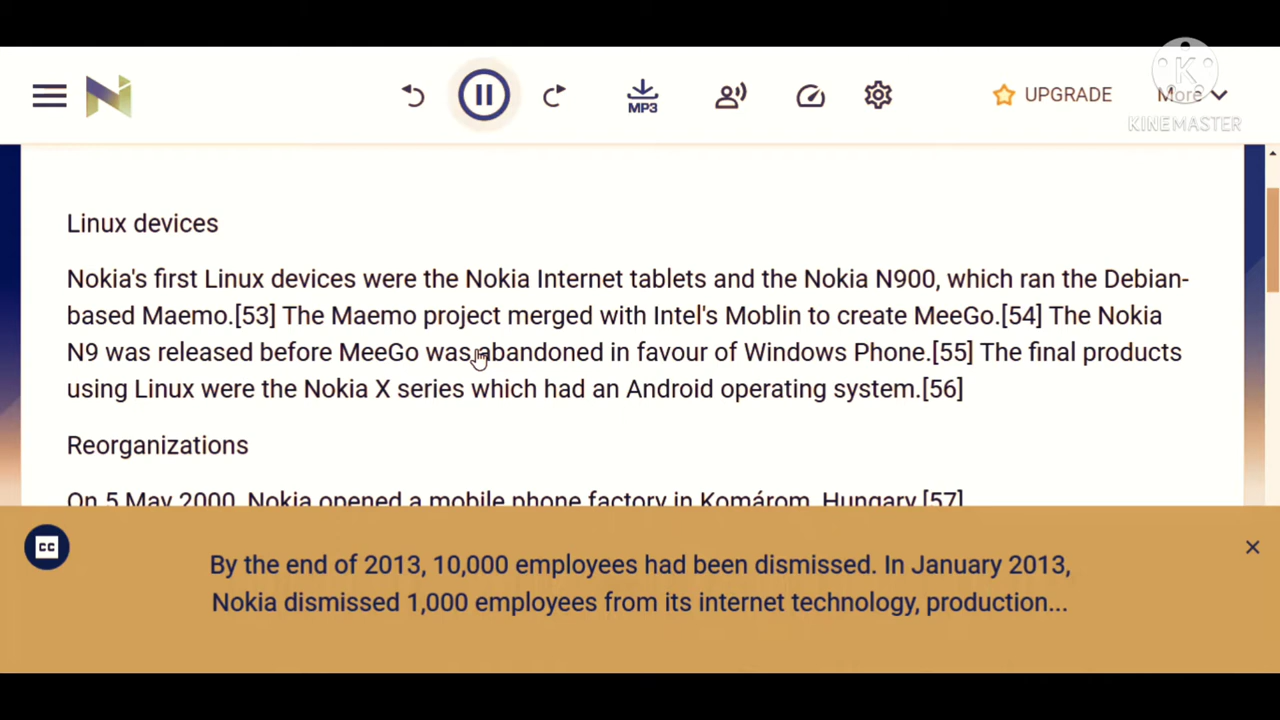 MP3
UPGRADE
More
K
KINEMASTER
Linux devices
Nokia's first Linux devices were the Nokia Internet tablets and the Nokia N900, which ran the Debian-
based Maemo.[53] The Maemo project merged with Intel's Moblin to create MeeGo.[54] The Nokia
N9 was released before MeeGo was abandoned in favour of Windows Phone.[55] The final products
using Linux were the Nokia X series which had an Android operating system.[56]
Reorganizations
On 5 May 2000, Nokia opened a mobile phone factory in Komárom, Hungary.[57]
CC
By the end of 2013, 10,000 employees had been dismissed. In January 2013,
Nokia dismissed 1,000 employees from its internet technology, production...